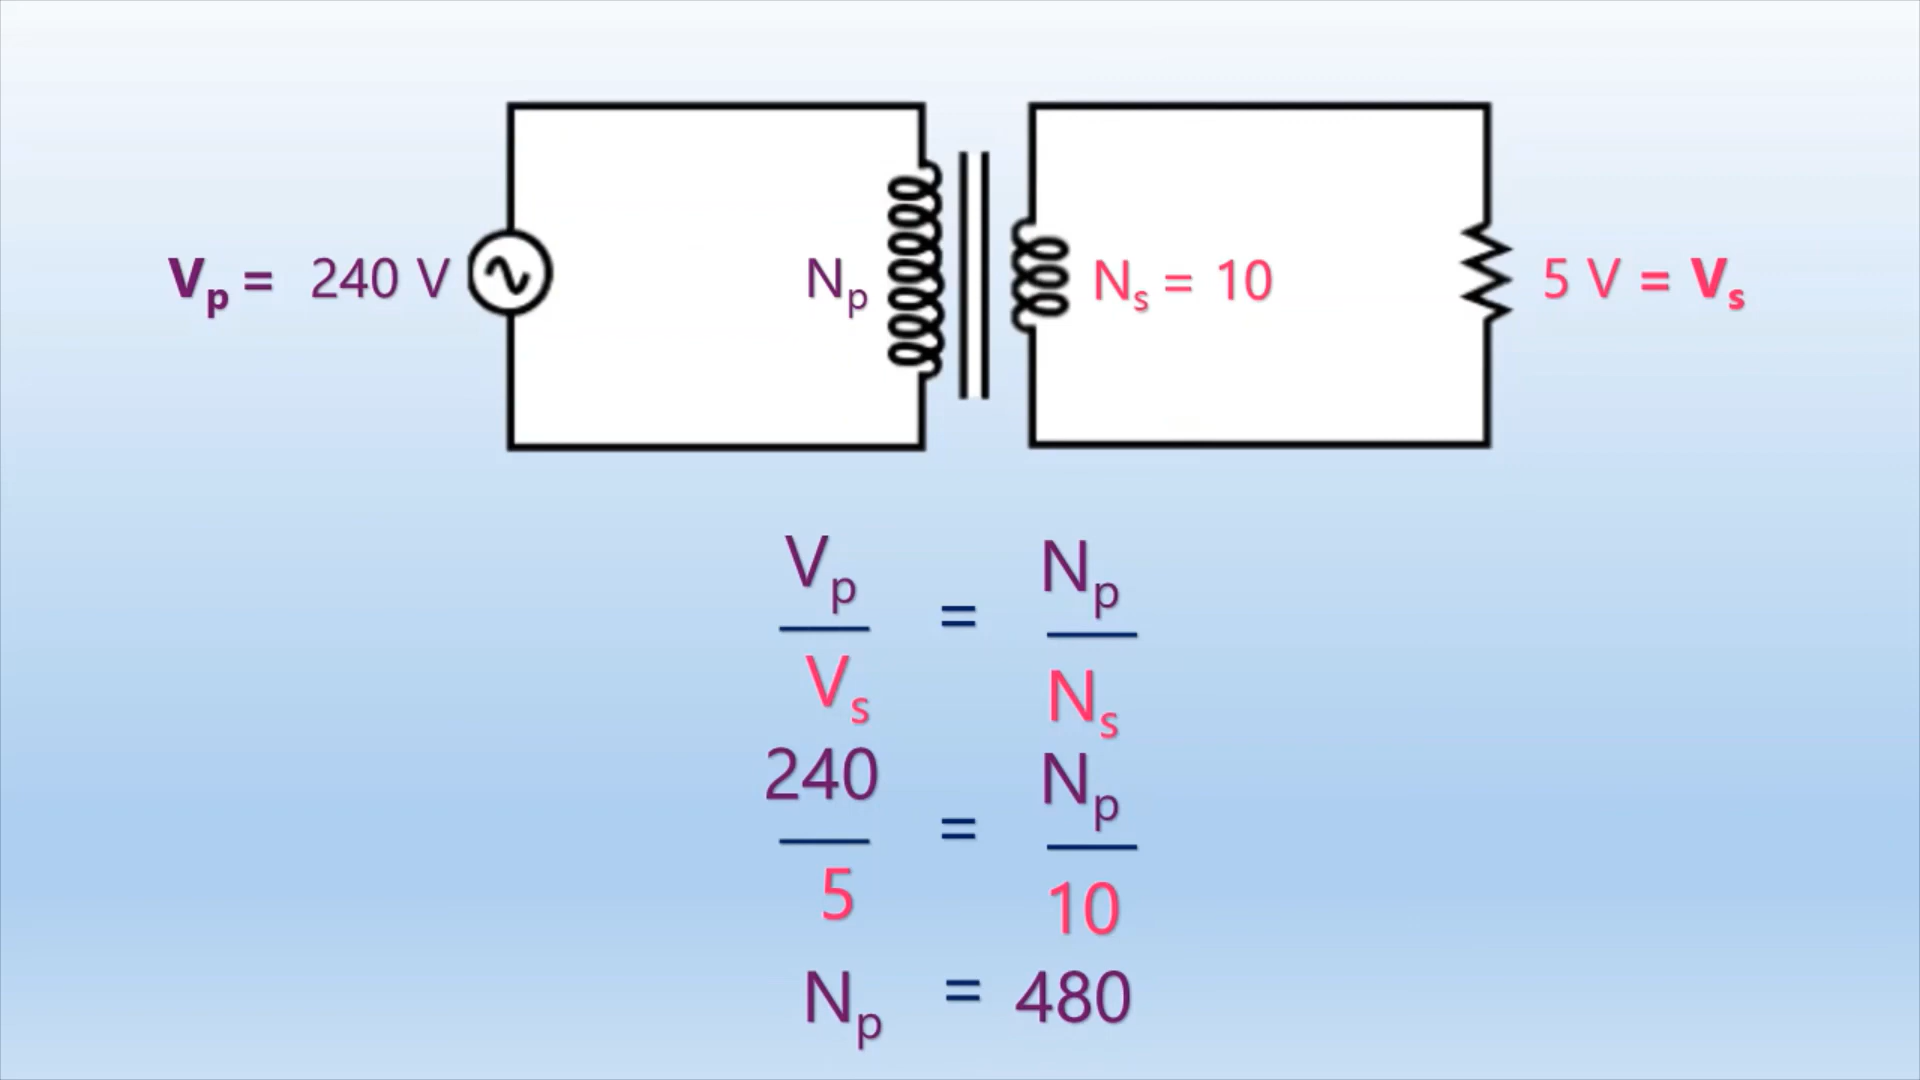 Vp = 240 V
Np
Ns = 10
5 V = Vs
Vp / Vs = Np / Ns
240 / 5 = Np / 10
Np = 480